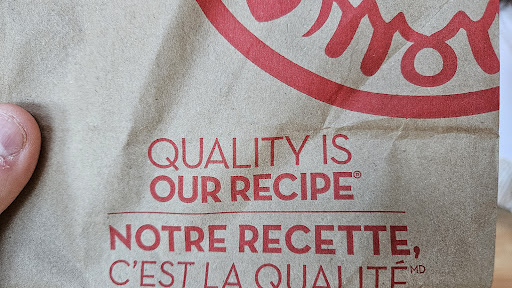 QUALITY IS
OUR RECIPE®
NOTRE RECETTE,
C'EST LA QUALITÉ MD